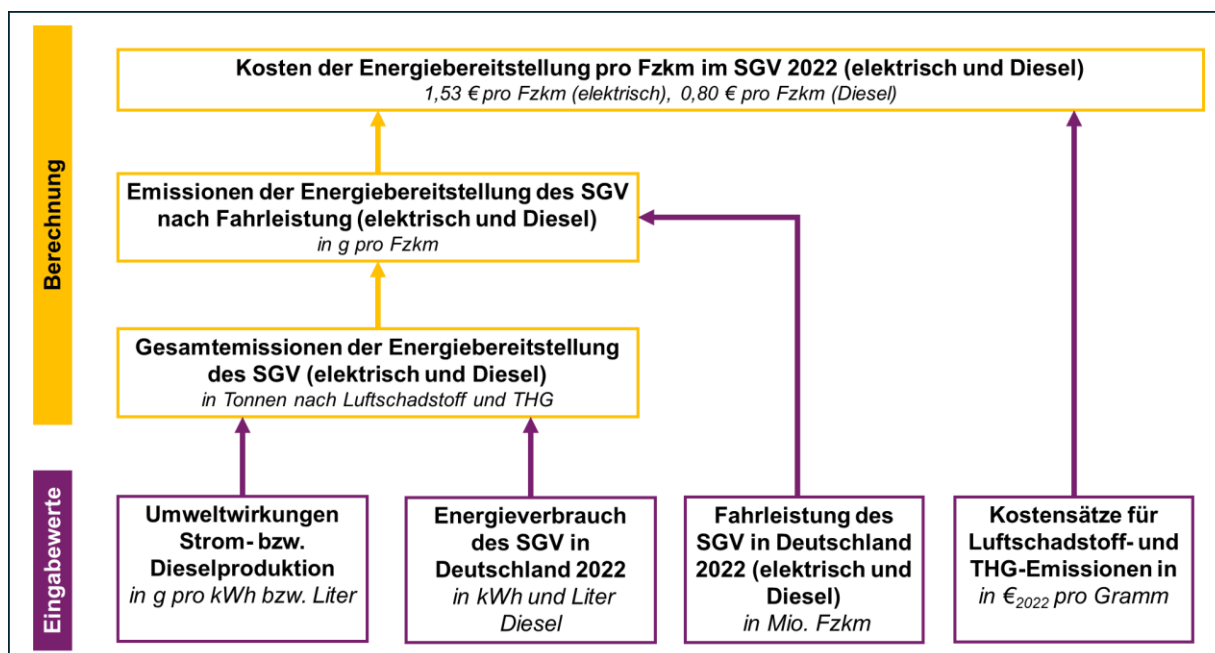 Berechnung
Kosten der Energiebereitstellung pro Fzkm im SGV 2022 (elektrisch und Diesel)
1,53 € pro Fzkm (elektrisch), 0,80 € pro Fzkm (Diesel)
Emissionen der Energiebereitstellung des SGV
nach Fahrleistung (elektrisch und Diesel)
in g pro Fzkm
Gesamtemissionen der Energiebereitstellung
des SGV (elektrisch und Diesel)
in Tonnen nach Luftschadstoff und THG
Eingabewerte
Umweltwirkungen
Strom- bzw.
Dieselproduktion
in g pro kWh bzw. Liter
Energieverbrauch
des SGV in
Deutschland 2022
in kWh und Liter
Diesel
Fahrleistung des
SGV in Deutschland
2022 (elektrisch und
Diesel)
in Mio. Fzkm
Kostensätze für
Luftschadstoff- und
THG-Emissionen in
in €2022 pro Gramm